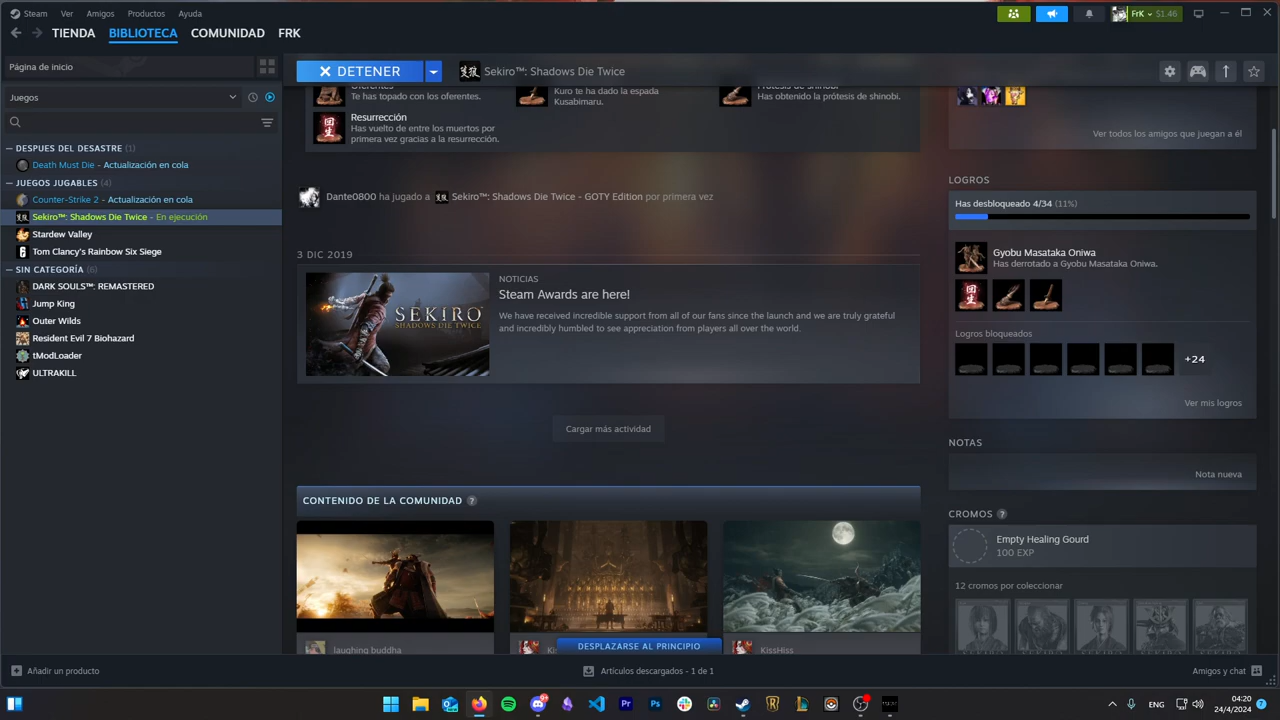 Steam Ver Amigos Productos Ayuda
FrK $1.46
TIENDA BIBLIOTECA COMUNIDAD FRK
Página de inicio
Juegos
DESPUES DEL DESASTRE (1)
Death Must Die - Actualización en cola
JUEGOS JUGABLES (4)
Counter-Strike 2 - Actualización en cola
Sekiro™: Shadows Die Twice - En ejecución
Stardew Valley
Tom Clancy's Rainbow Six Siege
SIN CATEGORÍA (6)
DARK SOULS™: REMASTERED
Jump King
Outer Wilds
Resident Evil 7 Biohazard
tModLoader
ULTRAKILL
Añadir un producto
DETENER
Sekiro™: Shadows Die Twice
Oferentes
Te has topado con los oferentes.
Kuro te ha dado la espada
Kusabimaru.
Prótesis de shinobi
Has obtenido la prótesis de shinobi.
Resurrección
Has vuelto de entre los muertos por
primera vez gracias a la resurrección.
Dante0800 ha jugado a Sekiro™: Shadows Die Twice - GOTY Edition por primera vez
3 DIC 2019
SEKIRO
SHADOWS DIE TWICE
NOTICIAS
Steam Awards are here!
We have received incredible support from all of our fans since the launch and we are truly grateful
and incredibly humbled to see appreciation from players all over the world.
Cargar más actividad
CONTENIDO DE LA COMUNIDAD ?
laughing buddha
KissHiss
DESPLAZARSE AL PRINCIPIO
Artículos descargados - 1 de 1
Ver todos los amigos que juegan a él
LOGROS
Has desbloqueado 4/34 (11%)
Gyobu Masataka Oniwa
Has derrotado a Gyobu Masataka Oniwa.
Logros bloqueados
+24
Ver mis logros
NOTAS
Nota nueva
CROMOS ?
Empty Healing Gourd
100 EXP
12 cromos por coleccionar
Amigos y chat
ENG
04:20
24/4/2024